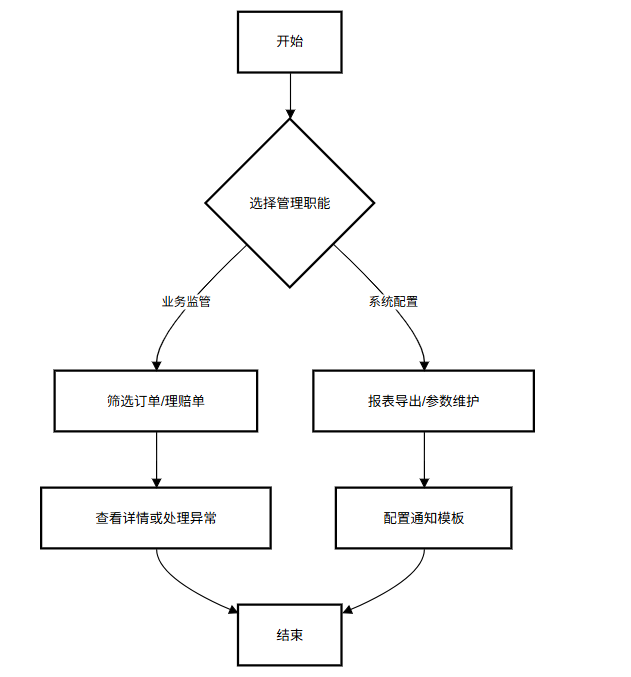 开始
选择管理职能
业务监管
系统配置
筛选订单/理赔单
报表导出/参数维护
查看详情或处理异常
配置通知模板
结束